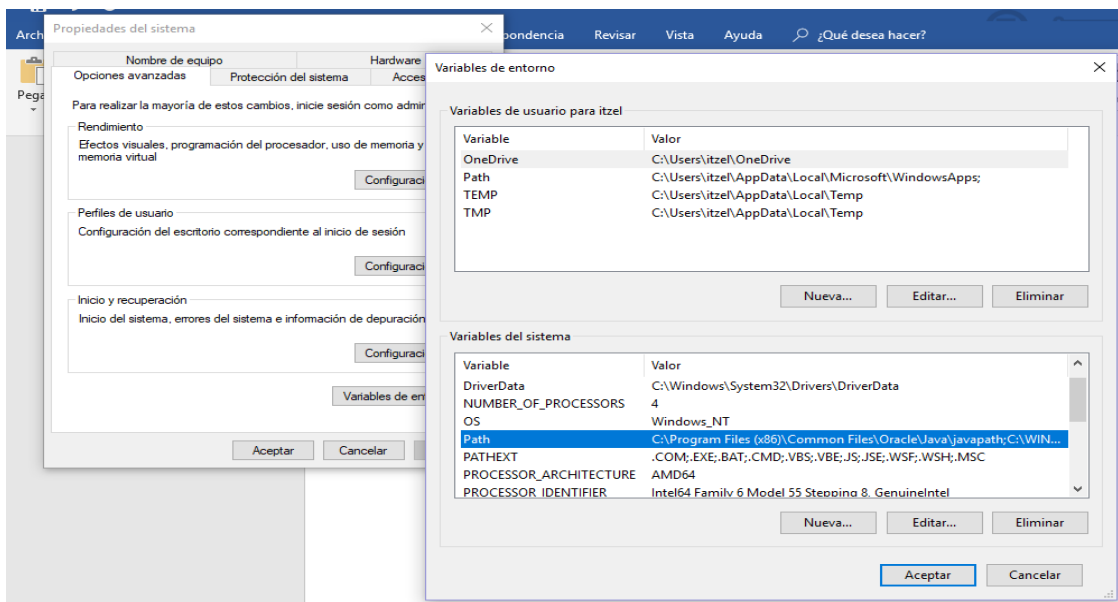 Propiedades del sistema
Arch
pondencia Revisar Vista Ayuda ¿Qué desea hacer?
Pega
Nombre de equipo Hardware
Opciones avanzadas Protección del sistema Acces
Para realizar la mayoría de estos cambios, inicie sesión como admir
Rendimiento
Efectos visuales, programación del procesador, uso de memoria y
memoria virtual
Configuraci
Perfiles de usuario
Configuración del escritorio correspondiente al inicio de sesión
Configuraci
Inicio y recuperación
Inicio del sistema, errores del sistema e información de depuración
Configuraci
Variables de en
Aceptar Cancelar
Variables de entorno
Variables de usuario para itzel
Variable Valor
OneDrive C:\Users\itzel\OneDrive
Path C:\Users\itzel\AppData\Local\Microsoft\WindowsApps;
TEMP C:\Users\itzel\AppData\Local\Temp
TMP C:\Users\itzel\AppData\Local\Temp
Nueva... Editar... Eliminar
Variables del sistema
Variable Valor
DriverData C:\Windows\System32\Drivers\DriverData
NUMBER_OF_PROCESSORS 4
OS Windows_NT
Path C:\Program Files (x86)\Common Files\Oracle\Java\javapath;C:\WIN...
PATHEXT .COM;.EXE;.BAT;.CMD;.VBS;.VBE;.JS;.JSE;.WSF;.WSH;.MSC
PROCESSOR_ARCHITECTURE AMD64
PROCESSOR_IDENTIFIER Intel64 Family 6 Model 55 Stepping 8, GenuineIntel
Nueva... Editar... Eliminar
Aceptar Cancelar